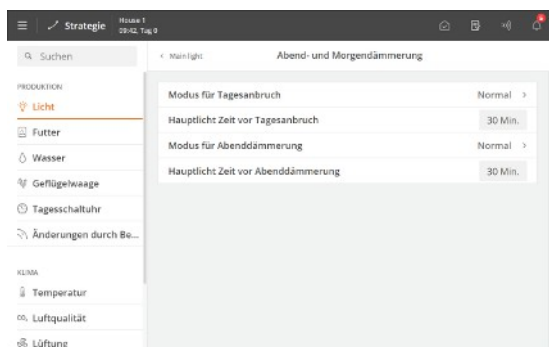 Strategie
House 1
09:42, Tag 0
Suchen
PRODUKTION
Licht
Futter
Wasser
Geflügelwaage
Tagesschaltuhr
Änderungen durch Be...
KLIMA
Temperatur
CO₂ Luftqualität
Lüftung
< Main light
Abend- und Morgendämmerung
Modus für Tagesanbruch Normal >
Hauptlicht Zeit vor Tagesanbruch 30 Min.
Modus für Abenddämmerung Normal >
Hauptlicht Zeit vor Abenddämmerung 30 Min.